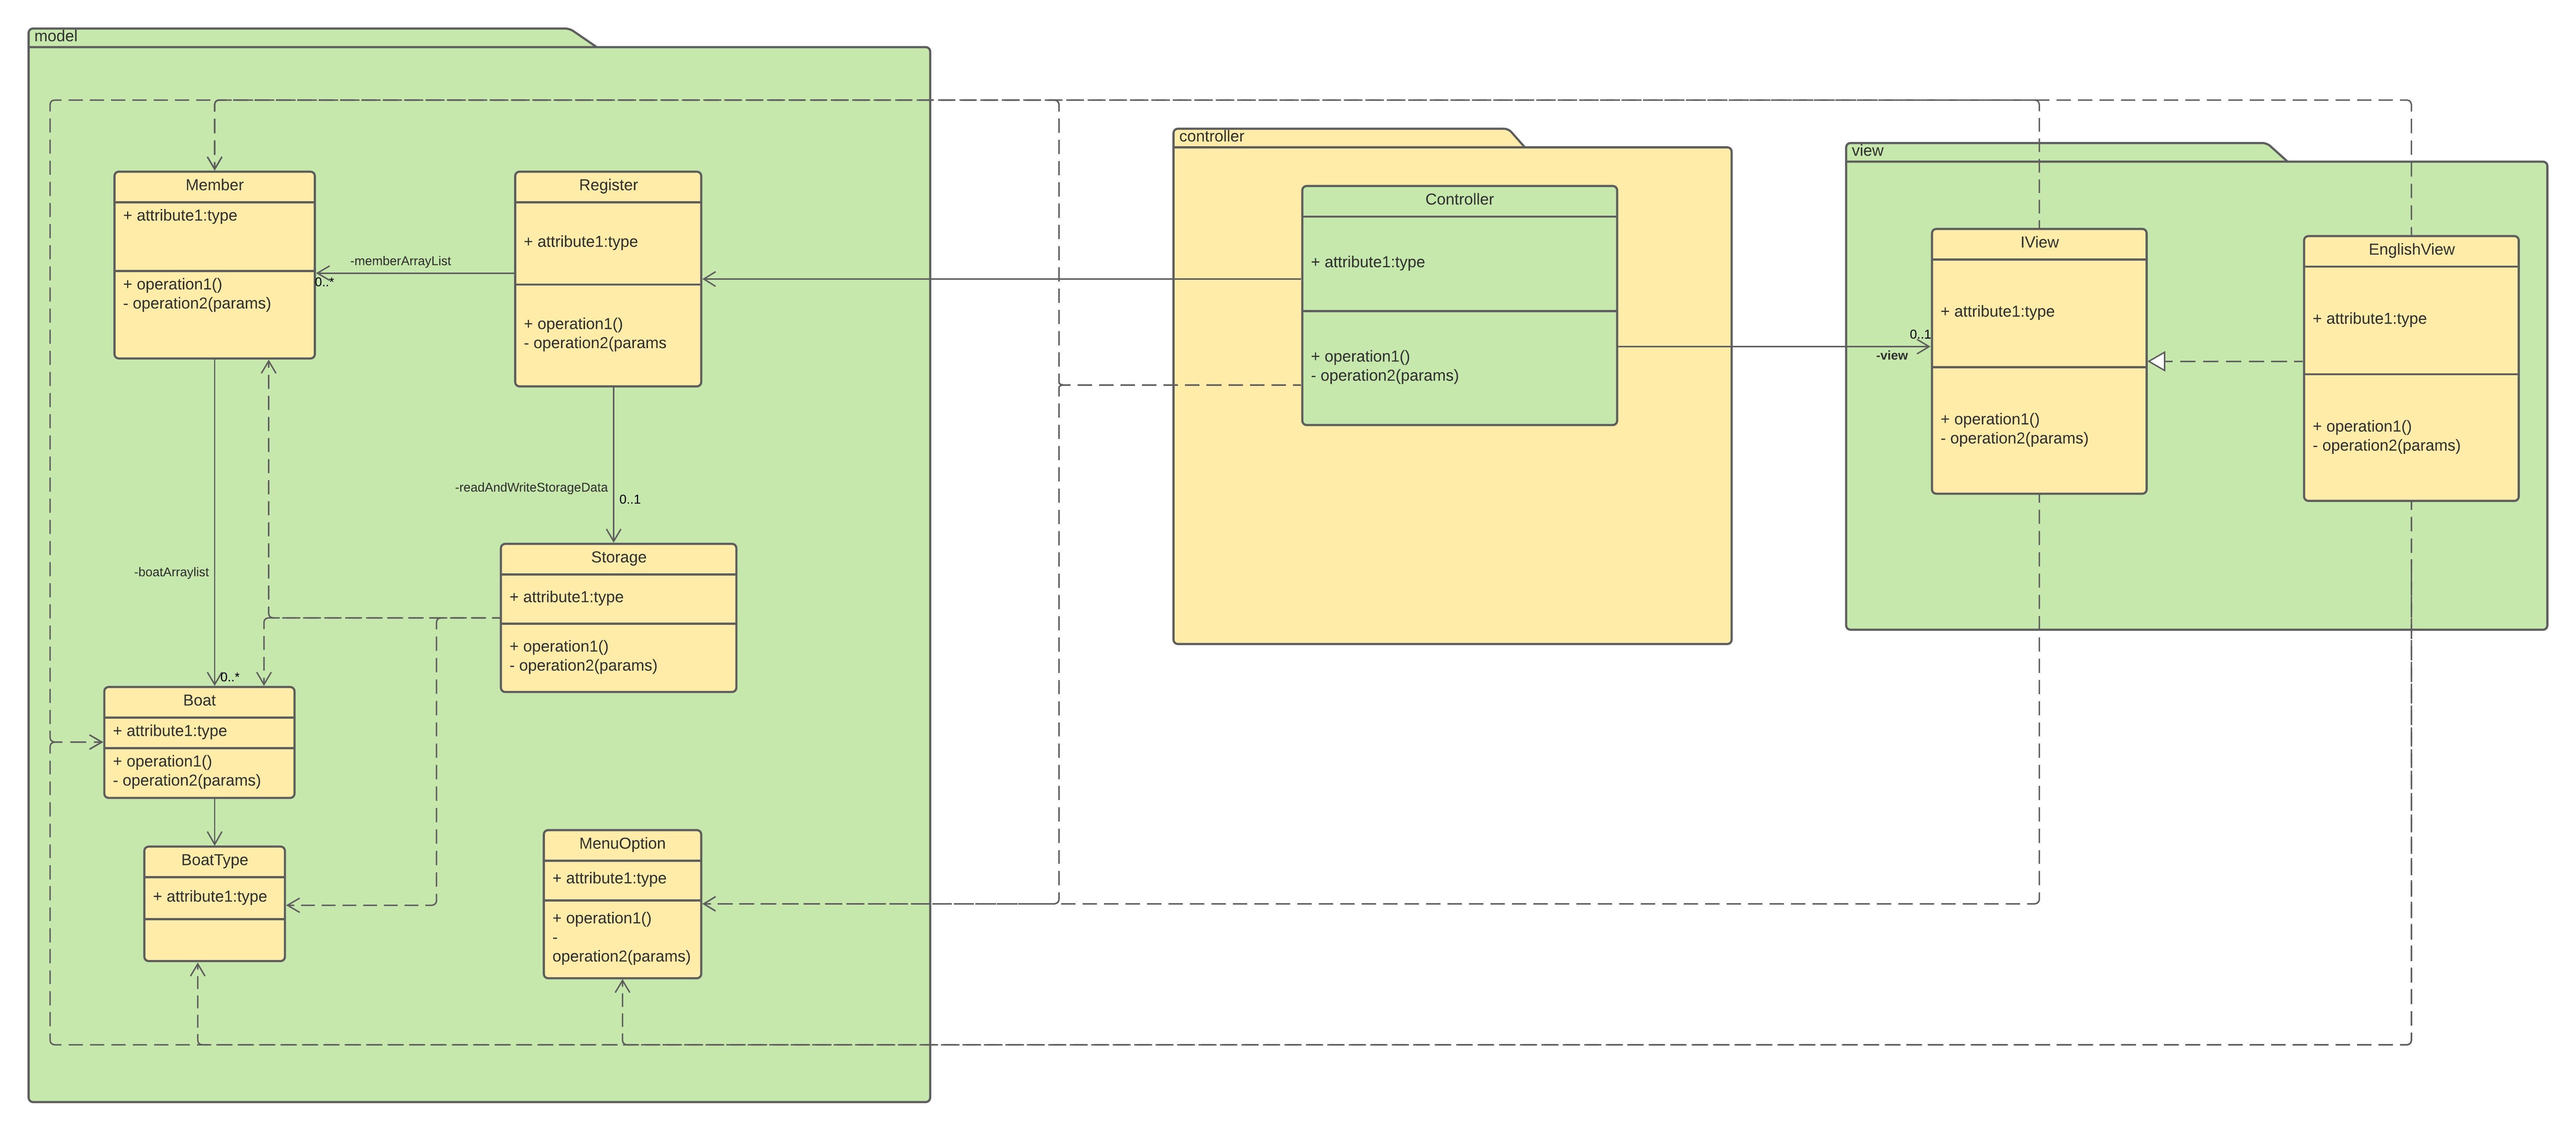 model
Member
+ attribute1:type
+ operation1()
- operation2(params)
Register
+ attribute1:type
+ operation1()
- operation2(params
-memberArrayList
0..*
-readAndWriteStorageData
0..1
-boatArraylist
0..*
Storage
+ attribute1:type
+ operation1()
- operation2(params)
Boat
+ attribute1:type
+ operation1()
- operation2(params)
BoatType
+ attribute1:type
MenuOption
+ attribute1:type
+ operation1()
-
operation2(params)
controller
Controller
+ attribute1:type
+ operation1()
- operation2(params)
view
0..1
-view
IView
+ attribute1:type
+ operation1()
- operation2(params)
EnglishView
+ attribute1:type
+ operation1()
- operation2(params)